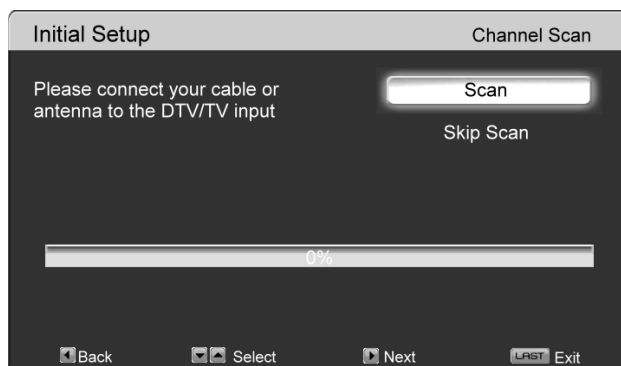 Initial Setup
Channel Scan
Please connect your cable or
antenna to the DTV/TV input
Scan
Skip Scan
0%
Back
Select
Next
LAST Exit